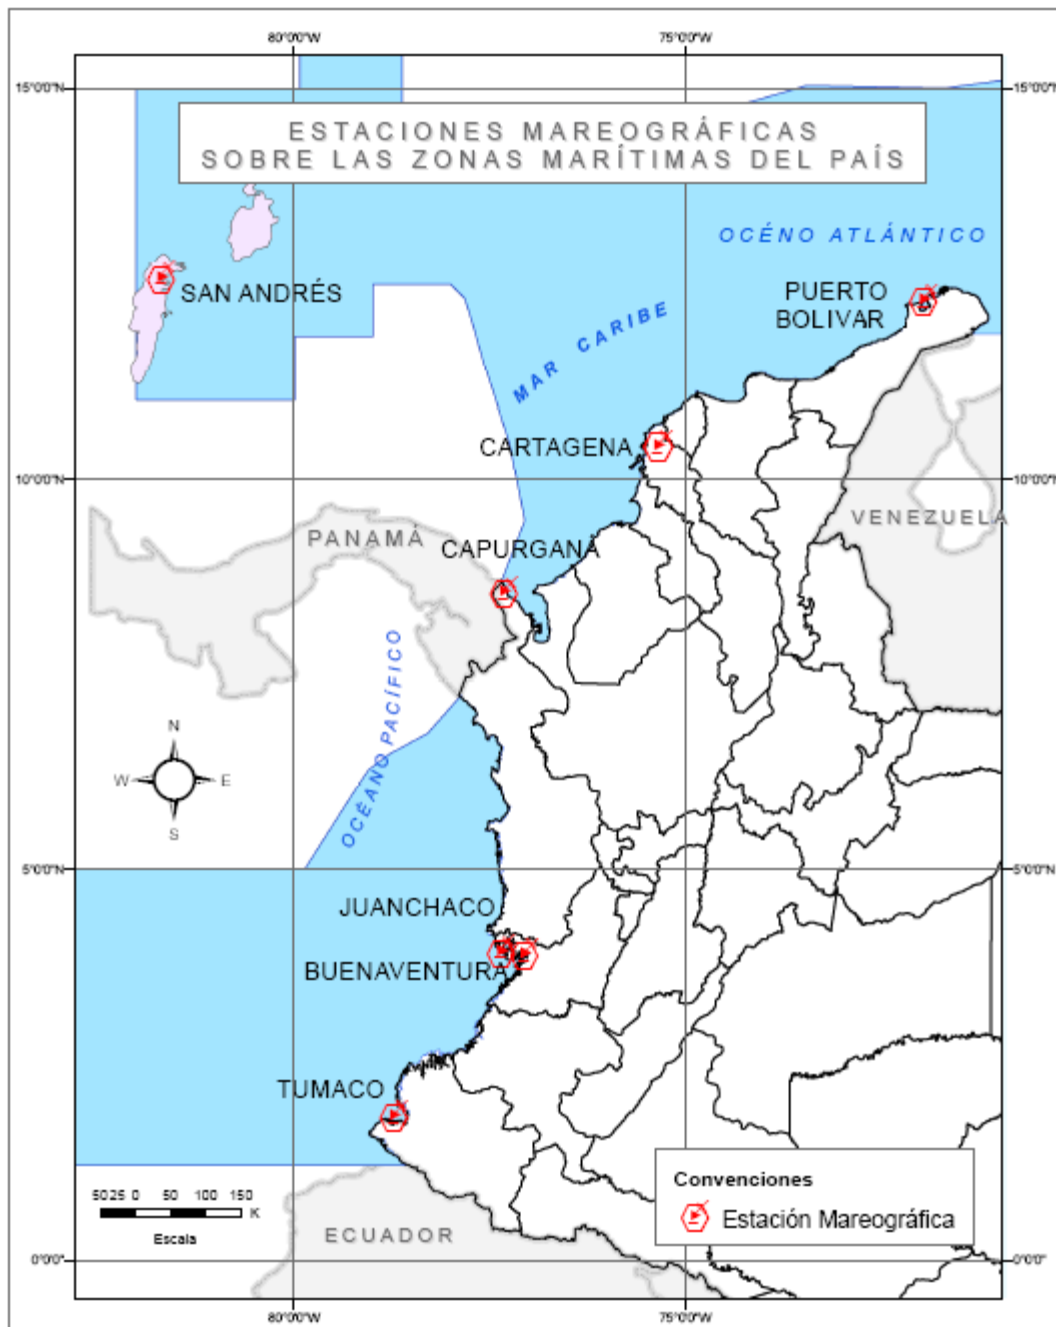 80°0'0"W
75°0'0"W
15°0'0"N
15°0'0"N
ESTACIONES MAREOGRÁFICAS
SOBRE LAS ZONAS MARÍTIMAS DEL PAÍS
OCÉNO ATLÁNTICO
SAN ANDRÉS
PUERTO
BOLIVAR
MAR CARIBE
CARTAGENA
10°0'0"N
10°0'0"N
VENEZUELA
PANAMÁ
CAPURGANÁ
OCÉANO PACÍFICO
N
W
E
S
5°0'0"N
5°0'0"N
JUANCHACO
BUENAVENTURA
TUMACO
Convenciones
Estación Mareográfica
5025 0 50 100 150
K
Escala
ECUADOR
0°0'0"
0°0'0"
80°0'0"W
75°0'0"W